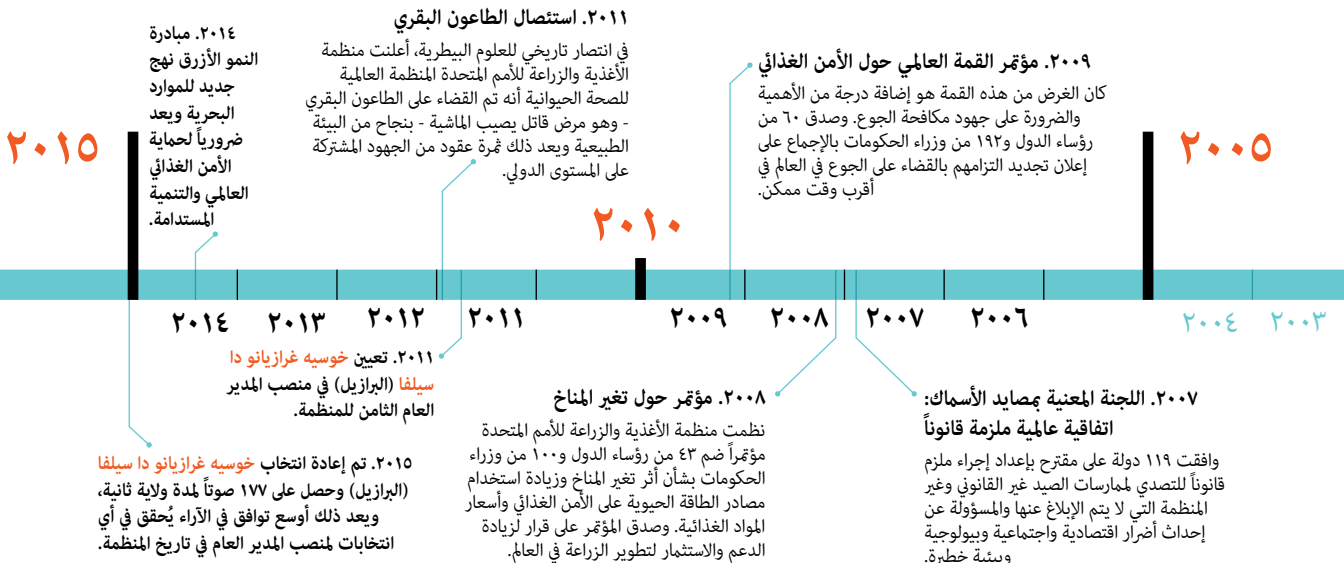 ٢٠٠٥
٢٠٠٩. مؤتمر القمة العالمي حول الأمن الغذائي
كان الغرض من هذه القمة هو إضافة درجة من الأهمية
والضرورة على جهود مكافحة الجوع. وصدق ٦٠ من
رؤساء الدول و١٩٢ من وزراء الحكومات بالإجماع على
إعلان تجديد التزامهم بالقضاء على الجوع في العالم في
أقرب وقت ممكن.
٢٠١٠
٢٠١١. استئصال الطاعون البقري
في انتصار تاريخي للعلوم البيطرية، أعلنت منظمة
الأغذية والزراعة للأمم المتحدة المنظمة العالمية
للصحة الحيوانية أنه تم القضاء على الطاعون البقري
- وهو مرض قاتل يصيب الماشية - بنجاح من البيئة
الطبيعية ويعد ذلك ثمرة عقود من الجهود المشتركة
على المستوى الدولي.
٢٠١٤. مبادرة
النمو الأزرق نهج
جديد للموارد
البحرية ويعد
ضرورياً لحماية
الأمن الغذائي
العالمي والتنمية
المستدامة.
٢٠١٥
٢٠٠٣ ٢٠٠٤ ٢٠٠٦ ٢٠٠٧ ٢٠٠٨ ٢٠٠٩ ٢٠١١ ٢٠١٢ ٢٠١٣ ٢٠١٤
٢٠٠٧. اللجنة المعنية بمصايد الأسماك:
اتفاقية عالمية ملزمة قانوناً
وافقت ١١٩ دولة على مقترح بإعداد إجراء ملزم
قانوناً للتصدي لممارسات الصيد غير القانوني وغير
المنظمة التي لا يتم الإبلاغ عنها والمسؤولة عن
إحداث أضرار اقتصادية واجتماعية وبيولوجية
وبيئية خطيرة.
٢٠٠٨. مؤتمر حول تغير المناخ
نظمت منظمة الأغذية والزراعة للأمم المتحدة
مؤتمراً ضم ٤٣ من رؤساء الدول و١٠٠ من وزراء
الحكومات بشأن أثر تغير المناخ وزيادة استخدام
مصادر الطاقة الحيوية على الأمن الغذائي وأسعار
المواد الغذائية. وصدق المؤتمر على قرار لزيادة
الدعم والاستثمار لتطوير الزراعة في العالم.
٢٠١١. تعيين خوسيه غرازيانو دا
سيلفا (البرازيل) في منصب المدير
العام الثامن للمنظمة.
٢٠١٥. تم إعادة انتخاب خوسيه غرازيانو دا سيلفا
(البرازيل) وحصل على ١٧٧ صوتاً لمدة ولاية ثانية،
ويعد ذلك أوسع توافق في الآراء يُحقق في أي
انتخابات لمنصب المدير العام في تاريخ المنظمة.